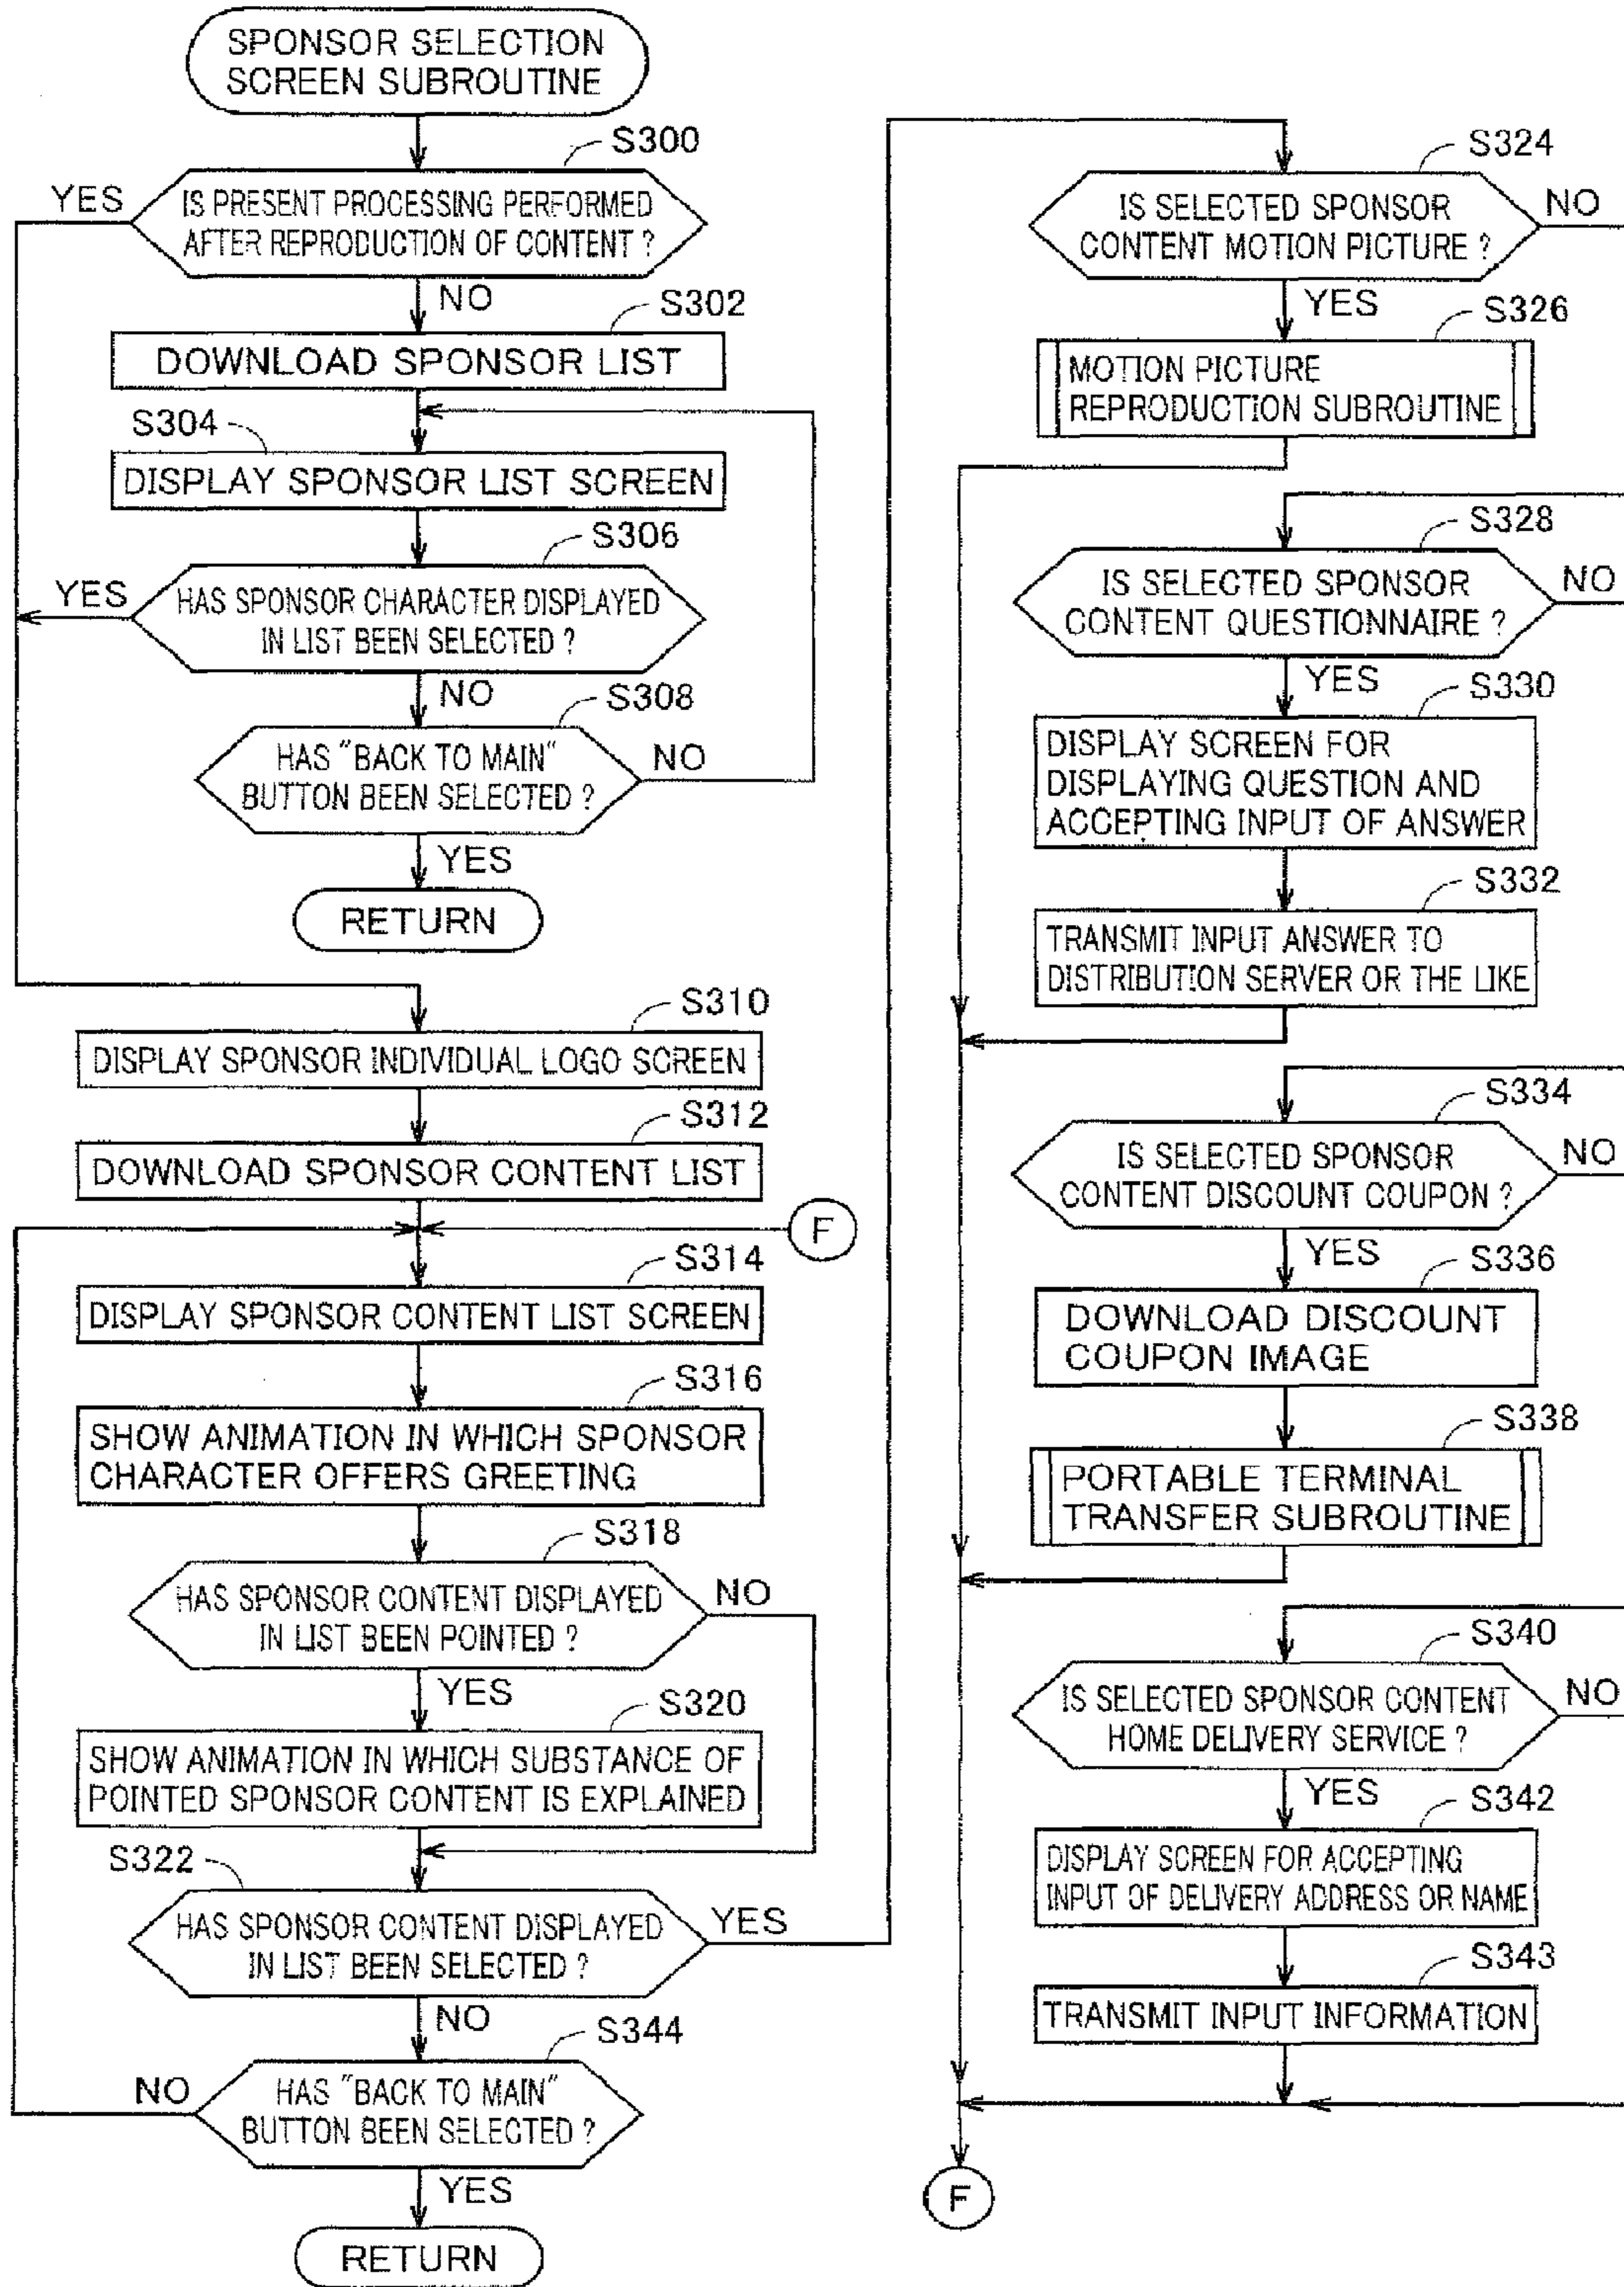 SPONSOR SELECTION
SCREEN SUBROUTINE
S300
YES
IS PRESENT PROCESSING PERFORMED
AFTER REPRODUCTION OF CONTENT ?
NO
S302
DOWNLOAD SPONSOR LIST
S304
DISPLAY SPONSOR LIST SCREEN
S306
YES
HAS SPONSOR CHARACTER DISPLAYED
IN LIST BEEN SELECTED ?
NO
S308
HAS "BACK TO MAIN"
BUTTON BEEN SELECTED ?
NO
YES
RETURN
S310
DISPLAY SPONSOR INDIVIDUAL LOGO SCREEN
S312
DOWNLOAD SPONSOR CONTENT LIST
F
S314
DISPLAY SPONSOR CONTENT LIST SCREEN
S316
SHOW ANIMATION IN WHICH SPONSOR
CHARACTER OFFERS GREETING
S318
HAS SPONSOR CONTENT DISPLAYED
IN LIST BEEN POINTED ?
NO
YES
S320
SHOW ANIMATION IN WHICH SUBSTANCE OF
POINTED SPONSOR CONTENT IS EXPLAINED
S322
HAS SPONSOR CONTENT DISPLAYED
IN LIST BEEN SELECTED ?
YES
NO
S344
NO
HAS "BACK TO MAIN"
BUTTON BEEN SELECTED ?
YES
RETURN
S324
IS SELECTED SPONSOR
CONTENT MOTION PICTURE ?
NO
YES
S326
MOTION PICTURE
REPRODUCTION SUBROUTINE
S328
IS SELECTED SPONSOR
CONTENT QUESTIONNAIRE ?
NO
YES
S330
DISPLAY SCREEN FOR
DISPLAYING QUESTION AND
ACCEPTING INPUT OF ANSWER
S332
TRANSMIT INPUT ANSWER TO
DISTRIBUTION SERVER OR THE LIKE
S334
IS SELECTED SPONSOR
CONTENT DISCOUNT COUPON ?
NO
YES
S336
DOWNLOAD DISCOUNT
COUPON IMAGE
S338
PORTABLE TERMINAL
TRANSFER SUBROUTINE
S340
IS SELECTED SPONSOR CONTENT
HOME DELIVERY SERVICE ?
NO
YES
S342
DISPLAY SCREEN FOR ACCEPTING
INPUT OF DELIVERY ADDRESS OR NAME
S343
TRANSMIT INPUT INFORMATION
F